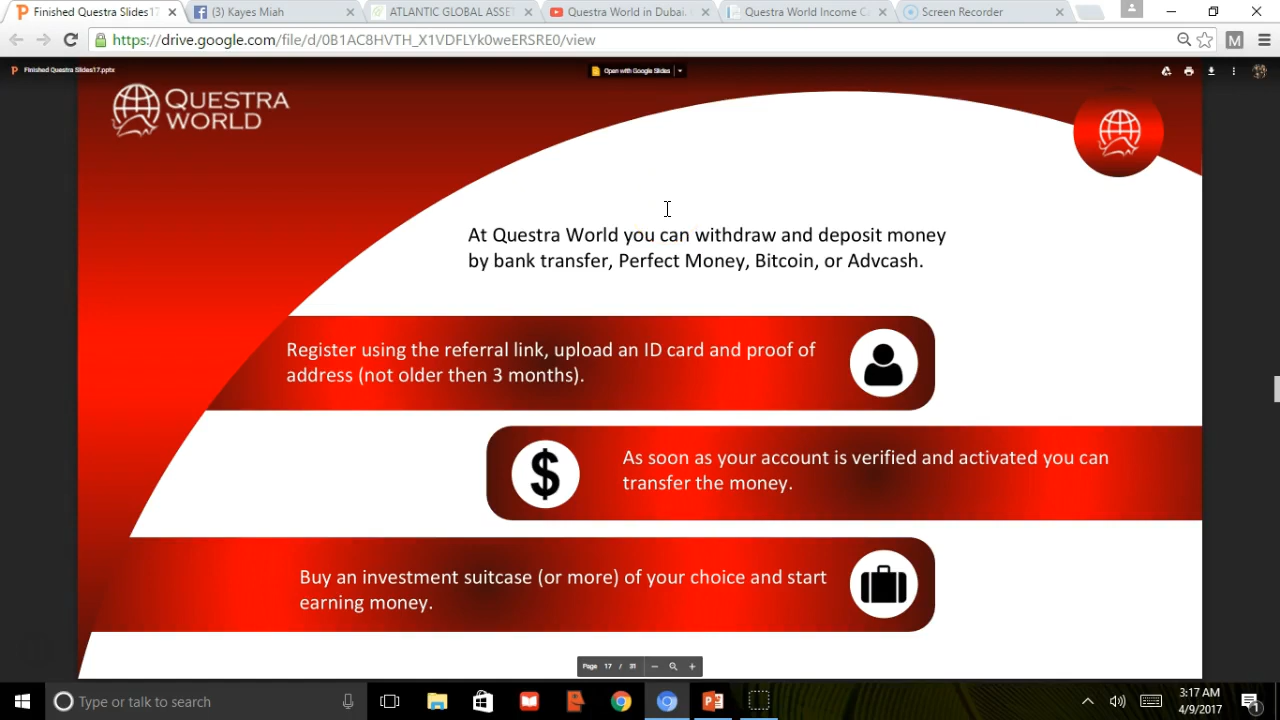 Finished Questra Slides17
(3) Kayes Miah
ATLANTIC GLOBAL ASSET
Questra World in Dubai.
Questra World Income C
Screen Recorder
https://drive.google.com/file/d/0B1AC8HVTH_X1VDFLYk0weERSRE0/view
M
Finished Questra Slides17.pptx
Open with Google Slides
QUESTRA
WORLD
At Questra World you can withdraw and deposit money
by bank transfer, Perfect Money, Bitcoin, or Advcash.
Register using the referral link, upload an ID card and proof of
address (not older then 3 months).
$
As soon as your account is verified and activated you can
transfer the money.
Buy an investment suitcase (or more) of your choice and start
earning money.
Page 17 / 31
Type or talk to search
3:17 AM
4/9/2017